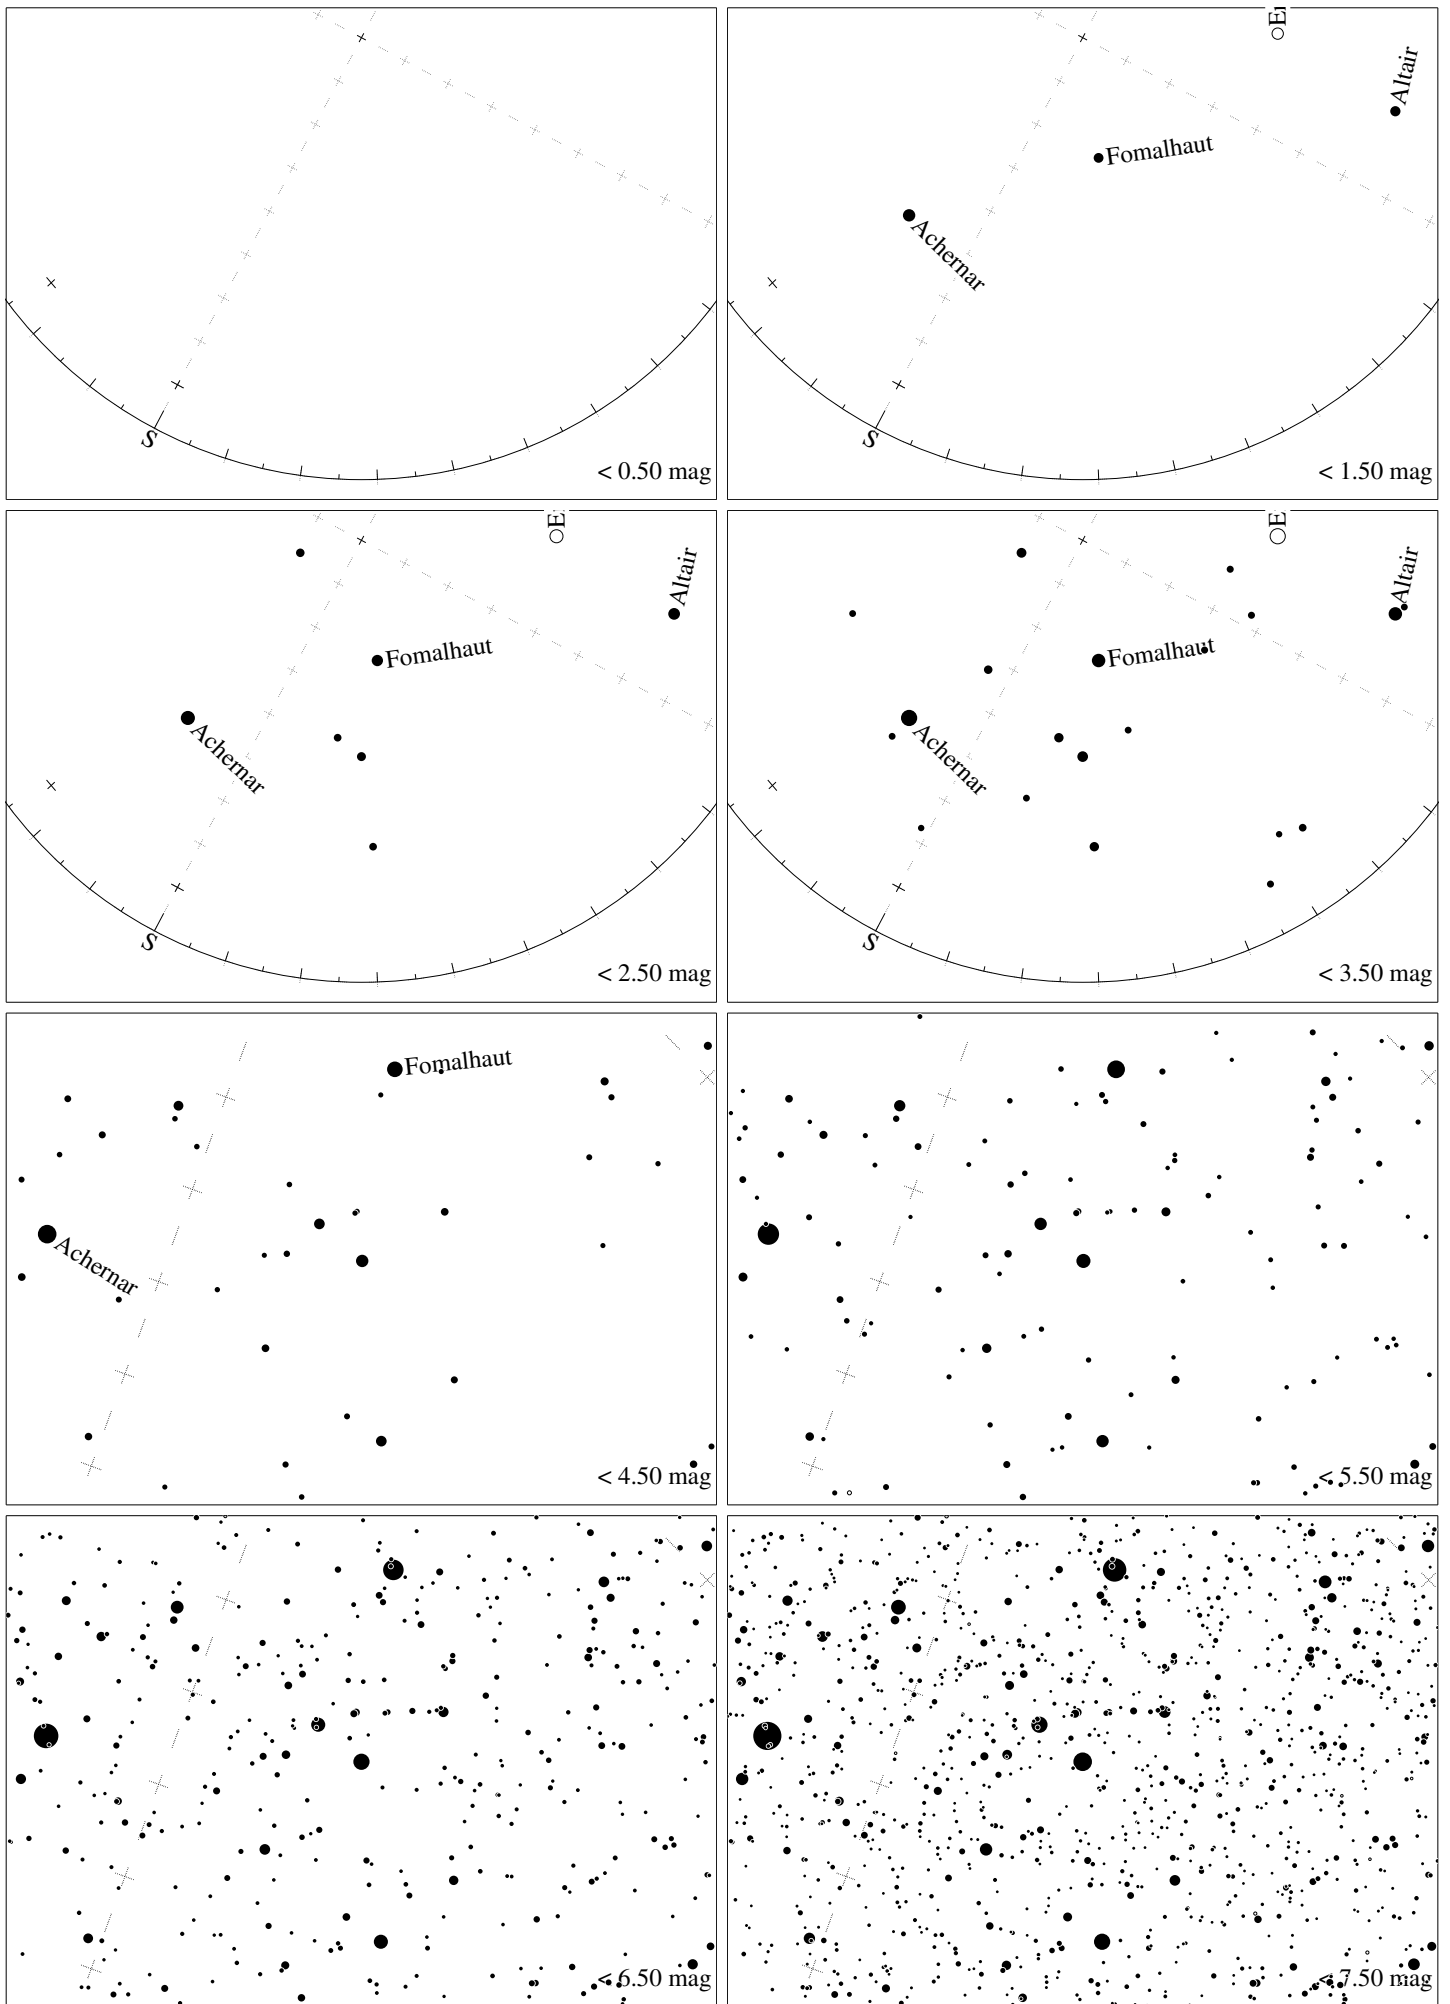 S
< 0.50 mag
E
Altair
Fomalhaut
Achernar
S
< 1.50 mag
E
Altair
Fomalhaut
Achernar
S
< 2.50 mag
E
Altair
Fomalhaut
Achernar
S
< 3.50 mag
Fomalhaut
Achernar
< 4.50 mag
< 5.50 mag
< 6.50 mag
< 7.50 mag